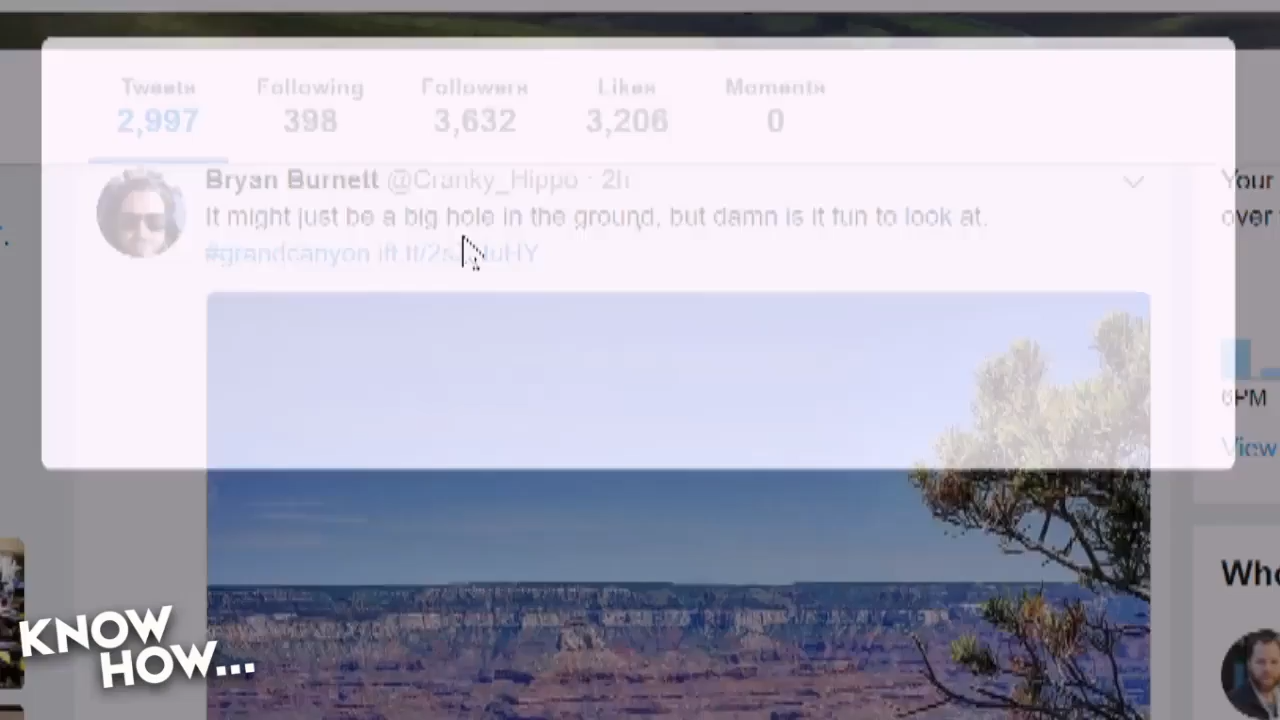 Tweets Following Followers Likes Moments
2,997 398 3,632 3,206 0
Bryan Burnett @Cranky_Hippo · 2h
It might just be a big hole in the ground, but damn is it fun to look at.
#grandcanyon
Your
over
6PM
View
Who
KNOW
HOW...